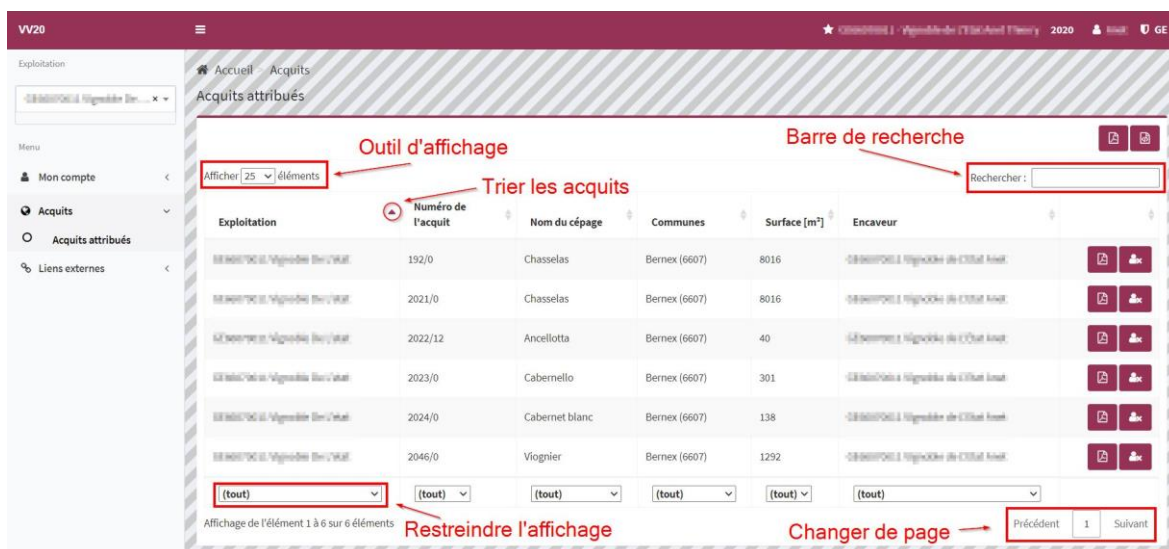 VV20
2020
GE
Exploitation
Accueil Acquits
Acquits attribués
Menu
Mon compte
Acquits
Acquits attribués
Liens externes
Outil d'affichage
Barre de recherche
Afficher 25 éléments
Rechercher :
Trier les acquits
Exploitation Numéro de l'acquit Nom du cépage Communes Surface [m²] Encaveur
192/0 Chasselas Bernex (6607) 8016
2021/0 Chasselas Bernex (6607) 8016
2022/12 Ancellotta Bernex (6607) 40
2023/0 Cabernello Bernex (6607) 301
2024/0 Cabernet blanc Bernex (6607) 138
2046/0 Viognier Bernex (6607) 1292
(tout) (tout) (tout) (tout) (tout) (tout)
Affichage de l'élément 1 à 6 sur 6 éléments
Restreindre l'affichage
Changer de page
Précédent 1 Suivant